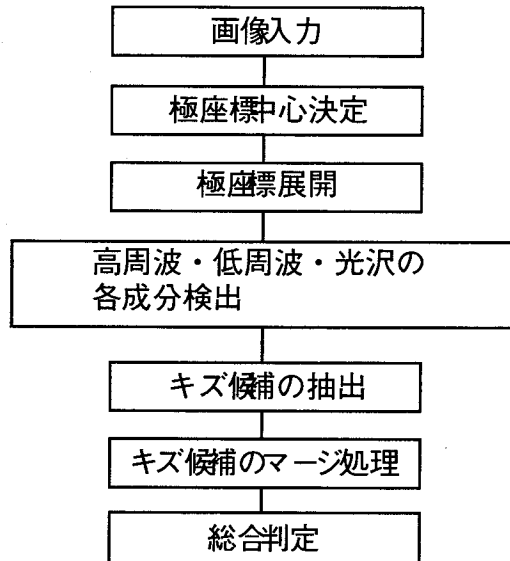 画像入力
極座標中心決定
極座標展開
高周波・低周波・光沢の
各成分検出
キズ候補の抽出
キズ候補のマージ処理
総合判定